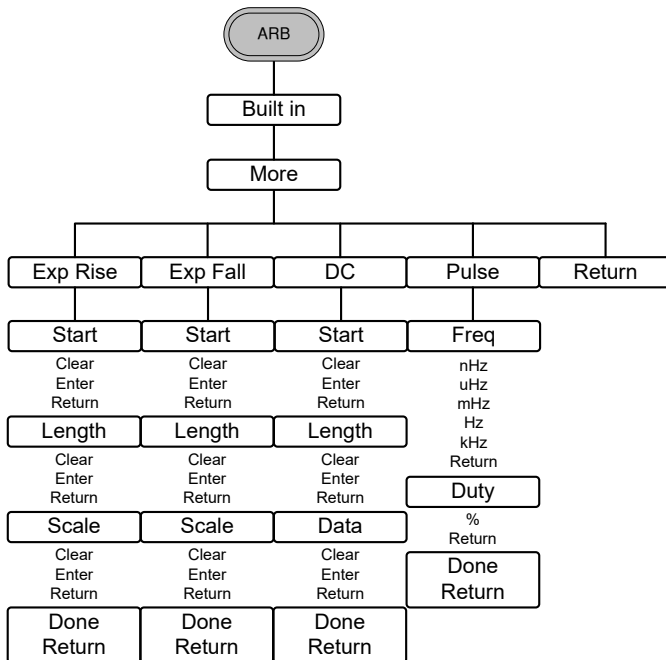 ARB
Built in
More
Exp Rise
Exp Fall
DC
Pulse
Return
Start
Clear
Enter
Return
Length
Clear
Enter
Return
Scale
Clear
Enter
Return
Done
Return
Start
Clear
Enter
Return
Length
Clear
Enter
Return
Scale
Clear
Enter
Return
Done
Return
Start
Clear
Enter
Return
Length
Clear
Enter
Return
Data
Clear
Enter
Return
Done
Return
Freq
nHz
uHz
mHz
Hz
kHz
Return
Duty
%
Return
Done
Return